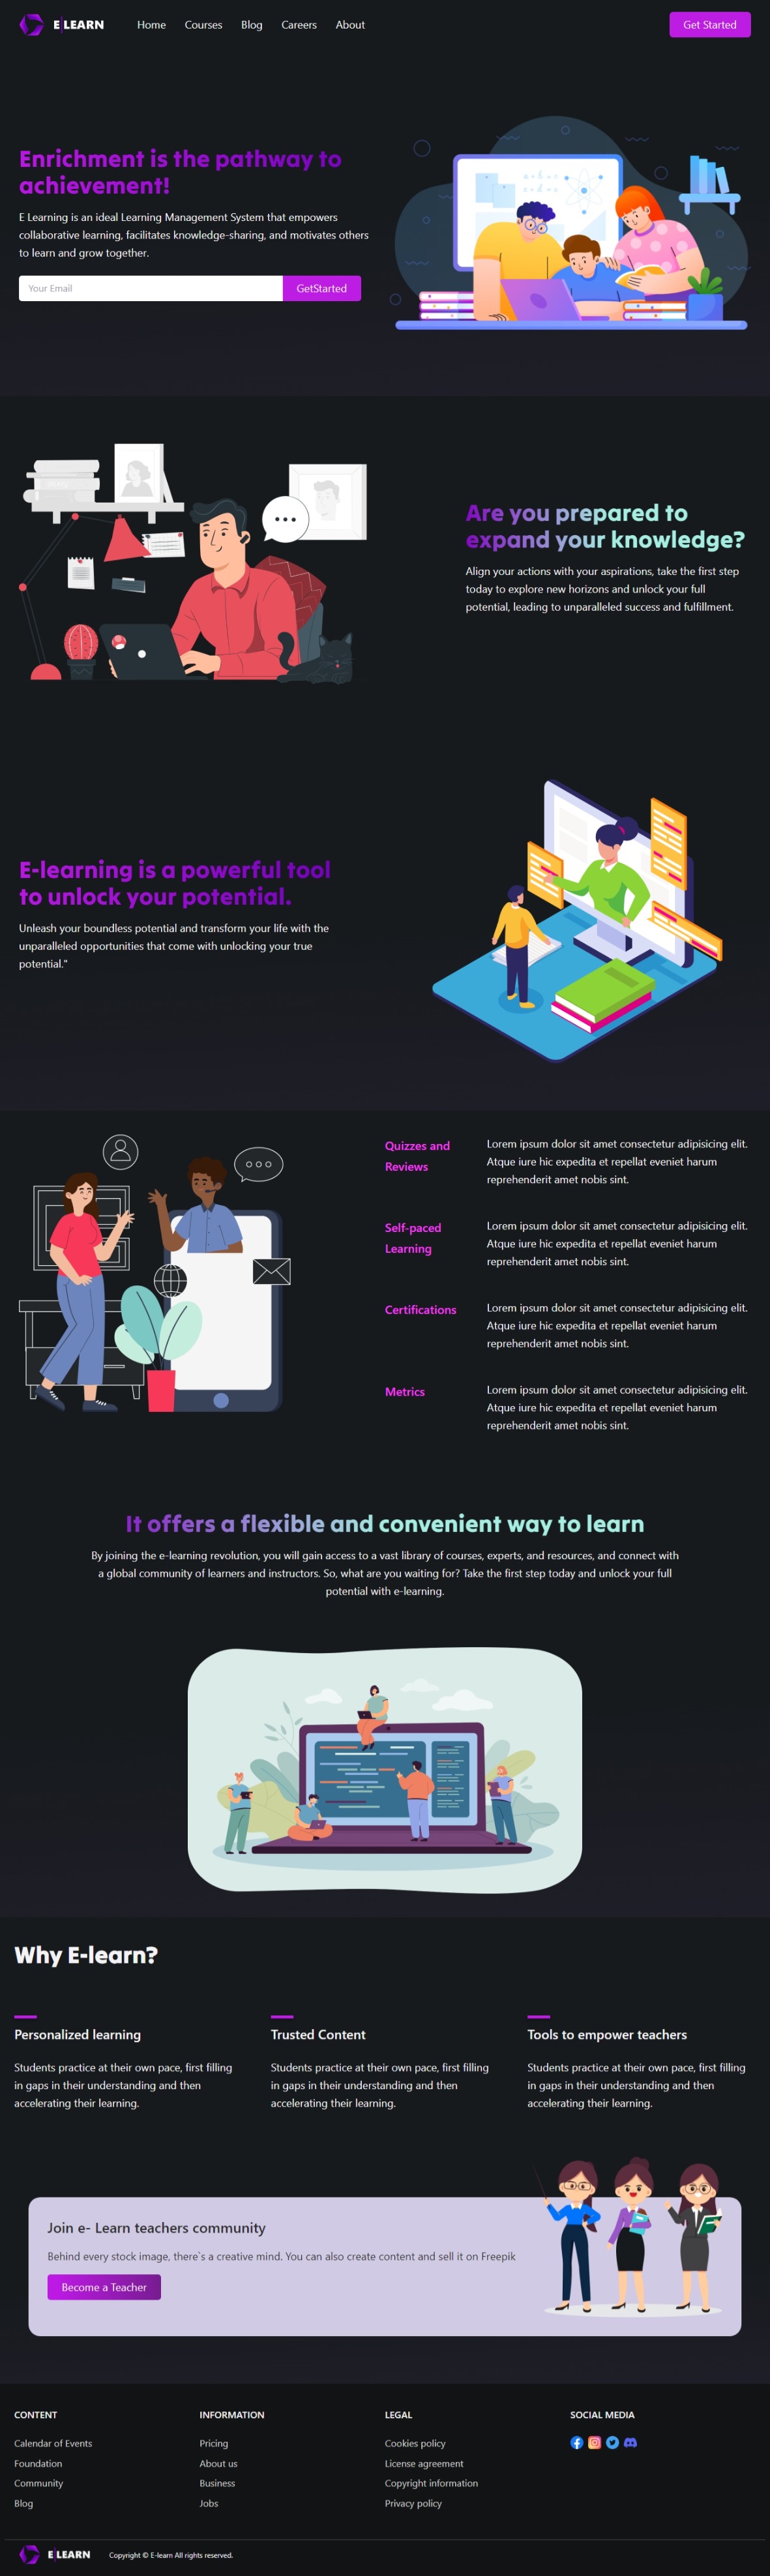 E LEARN
Home
Courses
Blog
Careers
About
Get Started
Enrichment is the pathway to
achievement!
E Learning is an ideal Learning Management System that empowers
collaborative learning, facilitates knowledge-sharing, and motivates others
to learn and grow together.
Your Email
GetStarted
Are you prepared to
expand your knowledge?
Align your actions with your aspirations, take the first step
today to explore new horizons and unlock your full
potential, leading to unparalleled success and fulfillment.
E-learning is a powerful tool
to unlock your potential.
Unleash your boundless potential and transform your life with the
unparalleled opportunities that come with unlocking your true
potential."
Quizzes and
Reviews
Lorem ipsum dolor sit amet consectetur adipisicing elit.
Atque iure hic expedita et repellat eveniet harum
reprehenderit amet nobis sint.
Self-paced
Learning
Lorem ipsum dolor sit amet consectetur adipisicing elit.
Atque iure hic expedita et repellat eveniet harum
reprehenderit amet nobis sint.
Certifications
Lorem ipsum dolor sit amet consectetur adipisicing elit.
Atque iure hic expedita et repellat eveniet harum
reprehenderit amet nobis sint.
Metrics
Lorem ipsum dolor sit amet consectetur adipisicing elit.
Atque iure hic expedita et repellat eveniet harum
reprehenderit amet nobis sint.
It offers a flexible and convenient way to learn
By joining the e-learning revolution, you will gain access to a vast library of courses, experts, and resources, and connect with
a global community of learners and instructors. So, what are you waiting for? Take the first step today and unlock your full
potential with e-learning.
Why E-learn?
Personalized learning
Students practice at their own pace, first filling
in gaps in their understanding and then
accelerating their learning.
Trusted Content
Students practice at their own pace, first filling
in gaps in their understanding and then
accelerating their learning.
Tools to empower teachers
Students practice at their own pace, first filling
in gaps in their understanding and then
accelerating their learning.
Join e- Learn teachers community
Behind every stock image, there`s a creative mind. You can also create content and sell it on Freepik
Become a Teacher
CONTENT
Calendar of Events
Foundation
Community
Blog
INFORMATION
Pricing
About us
Business
Jobs
LEGAL
Cookies policy
License agreement
Copyright information
Privacy policy
SOCIAL MEDIA
E LEARN
Copyright © E-learn All rights reserved.